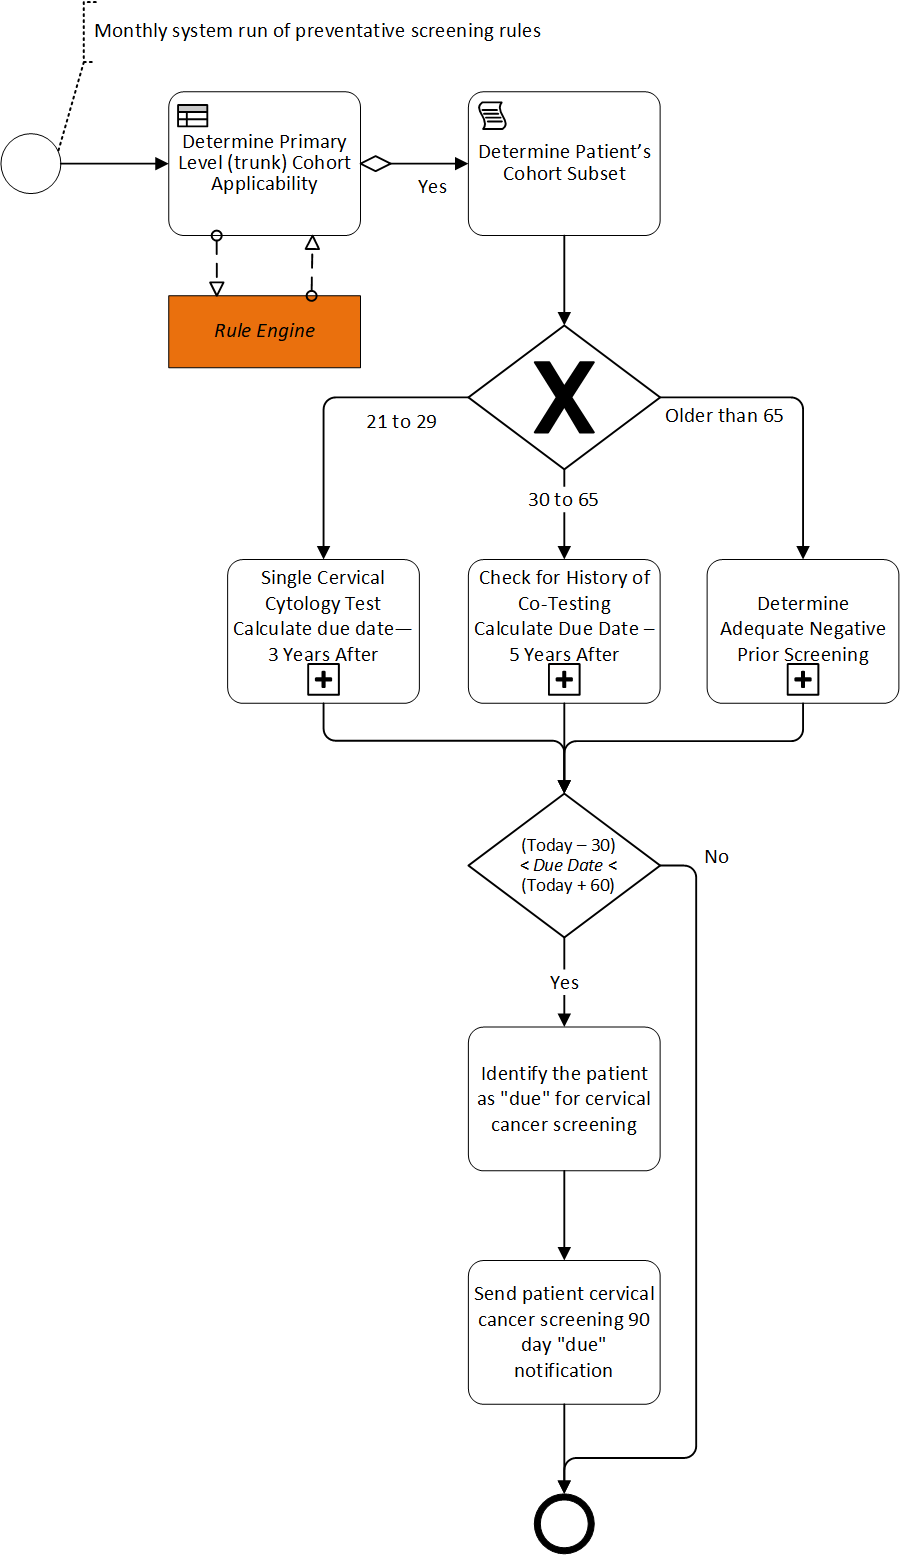 Monthly system run of preventative screening rules
Determine Primary
Level (trunk) Cohort
Applicability
Yes
Determine Patient’s
Cohort Subset
Rule Engine
X
21 to 29
Older than 65
30 to 65
Single Cervical
Cytology Test
Calculate due date—
3 Years After
Check for History of
Co-Testing
Calculate Due Date –
5 Years After
Determine
Adequate Negative
Prior Screening
(Today – 30)
< Due Date <
(Today + 60)
No
Yes
Identify the patient
as "due" for cervical
cancer screening
Send patient cervical
cancer screening 90
day "due"
notification